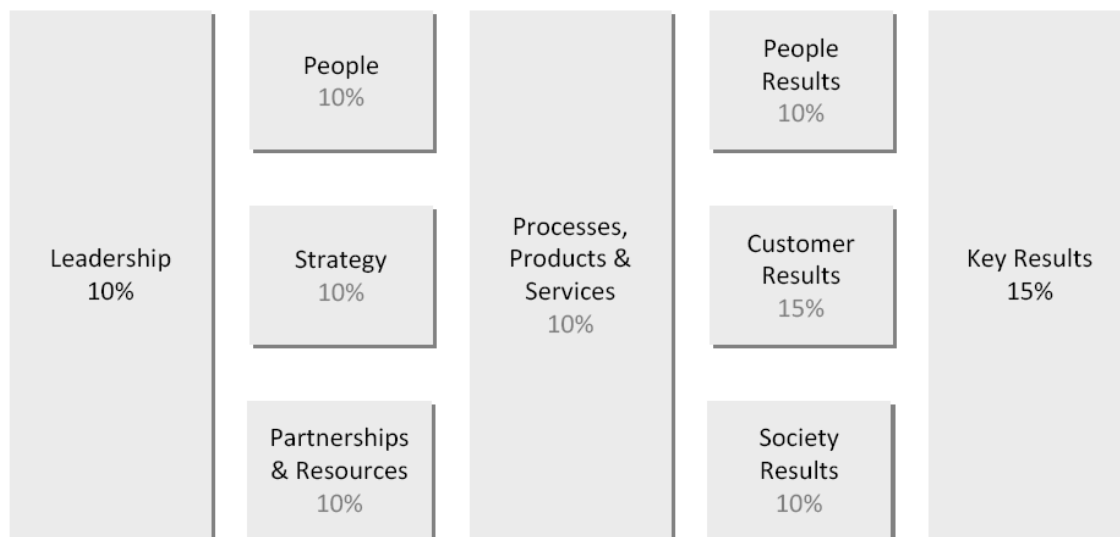 Leadership
10%
People
10%
Strategy
10%
Partnerships
& Resources
10%
Processes,
Products &
Services
10%
People
Results
10%
Customer
Results
15%
Society
Results
10%
Key Results
15%